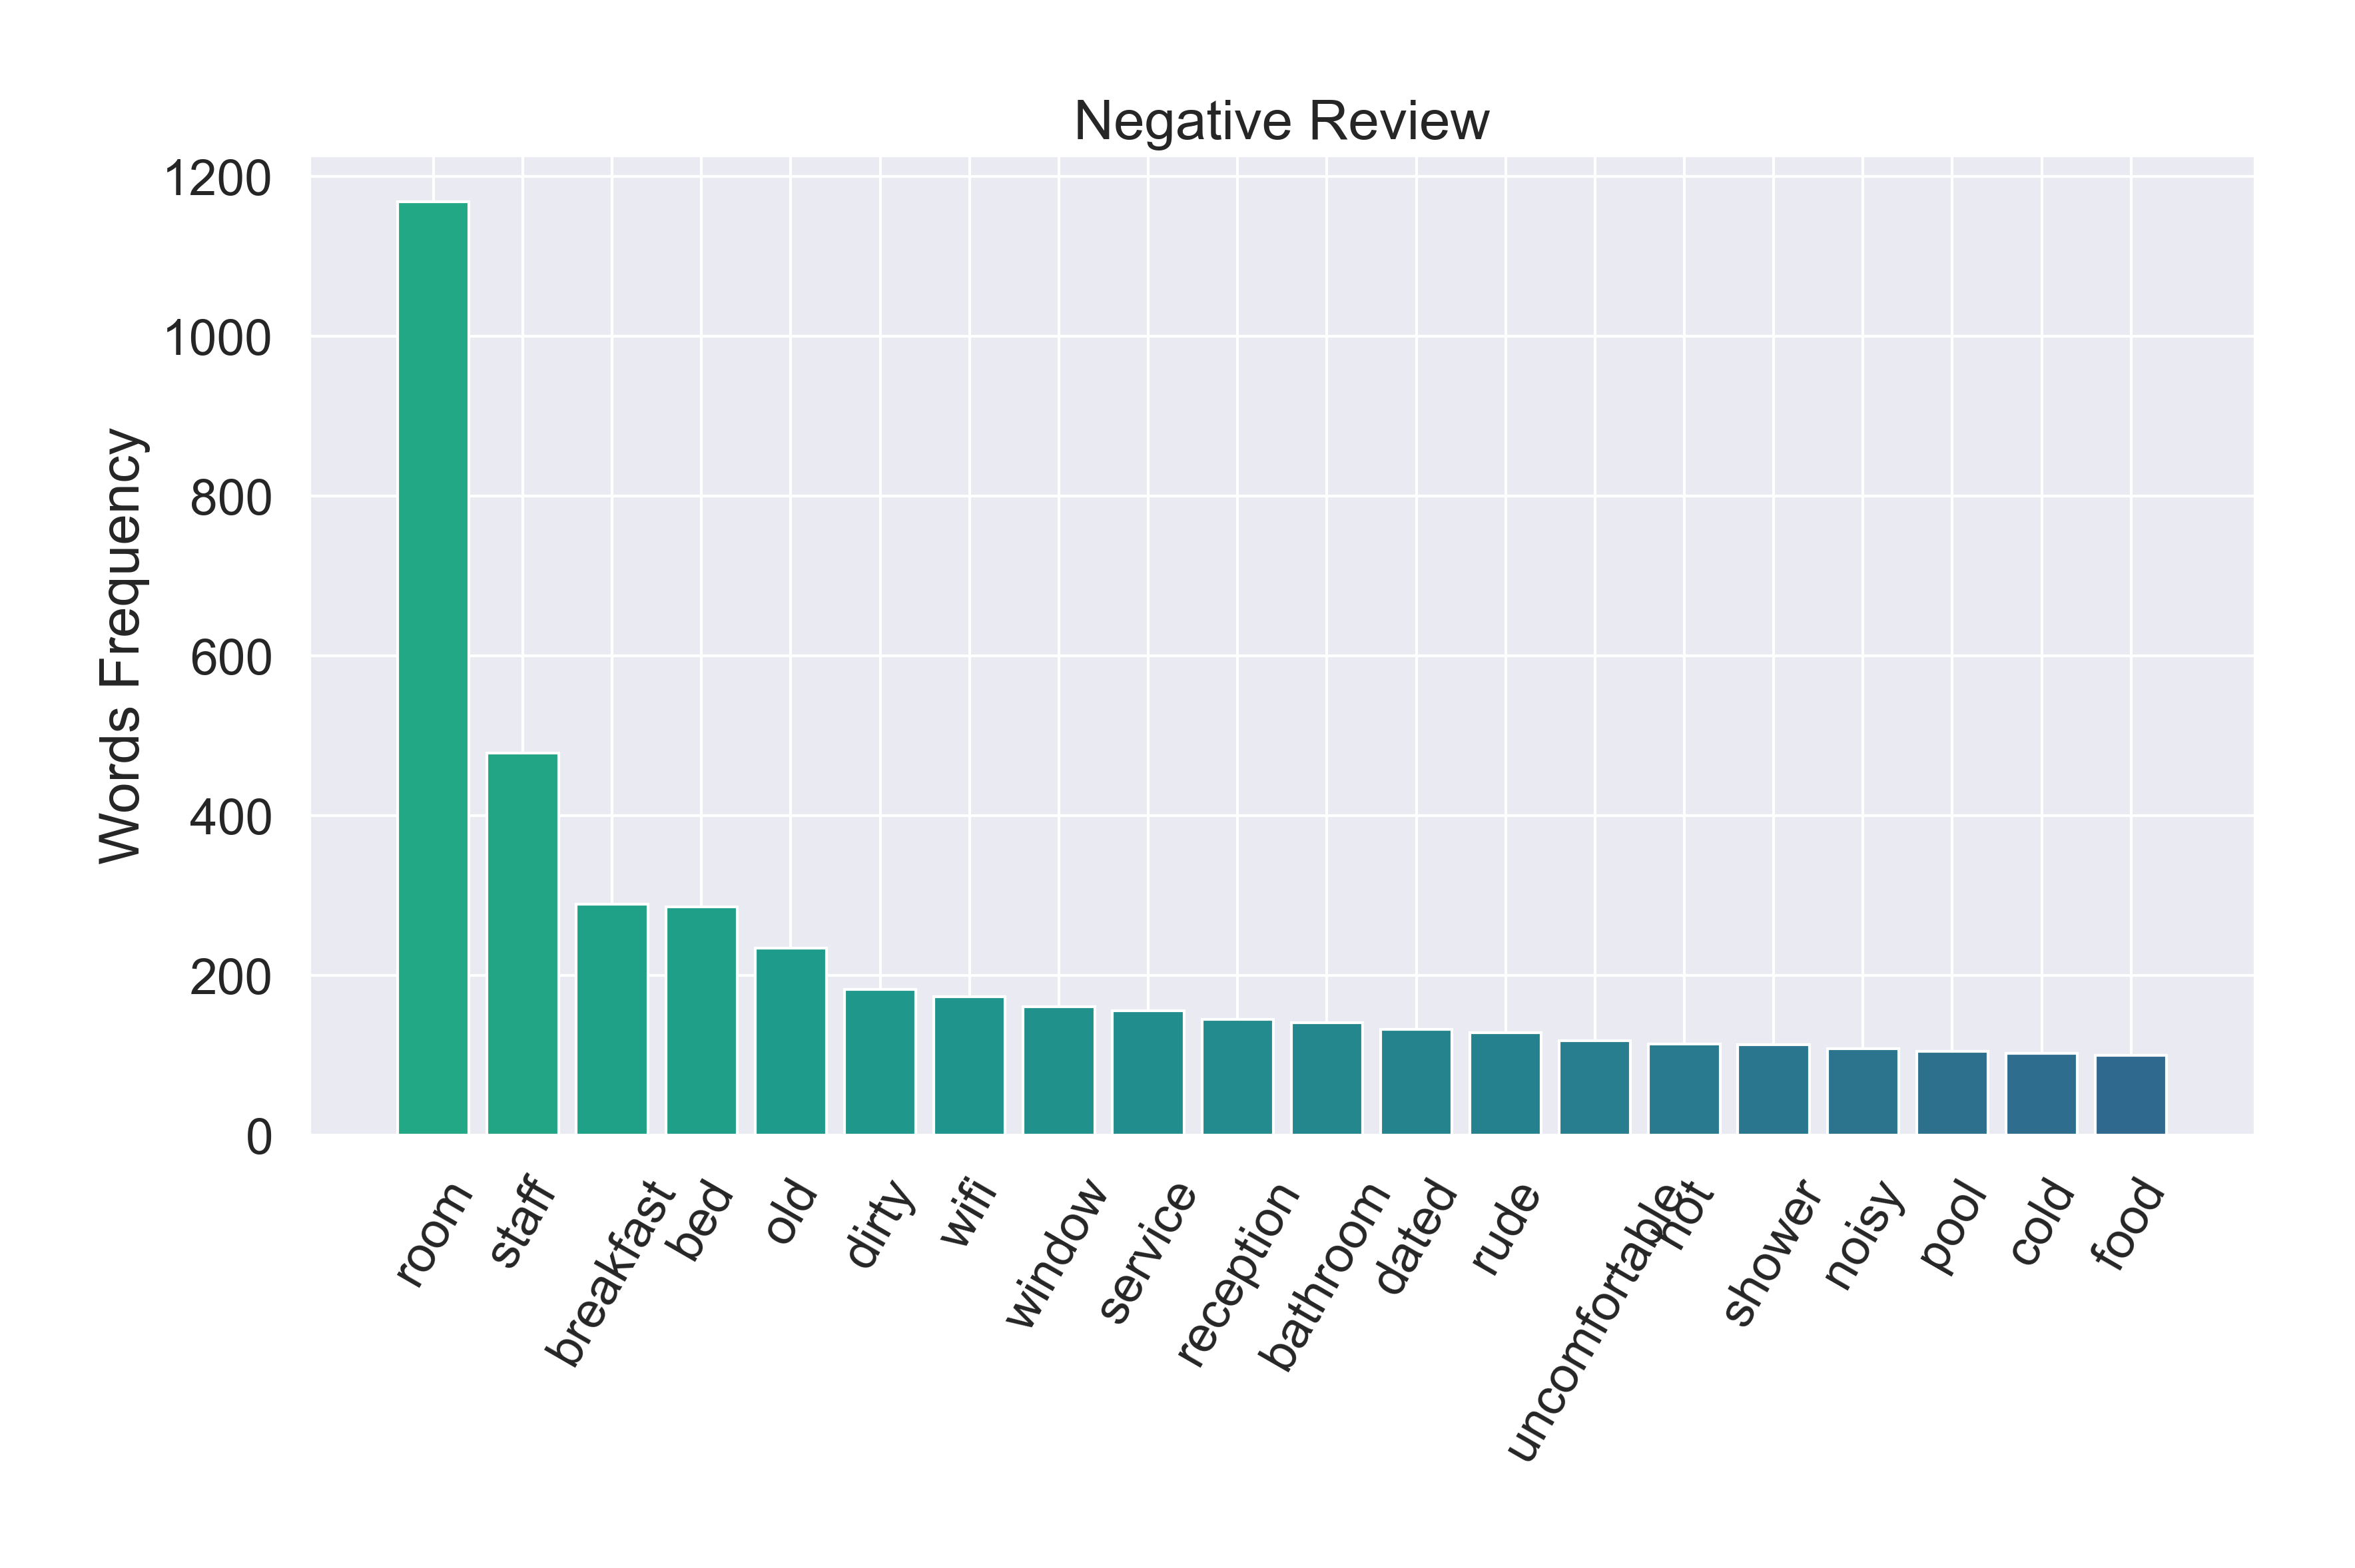 Negative Review
Words Frequency
1200
1000
800
600
400
200
0
room
staff
breakfast
bed
old
dirty
wifi
window
service
reception
bathroom
dated
rude
uncomfortable
hot
shower
noisy
pool
cold
food